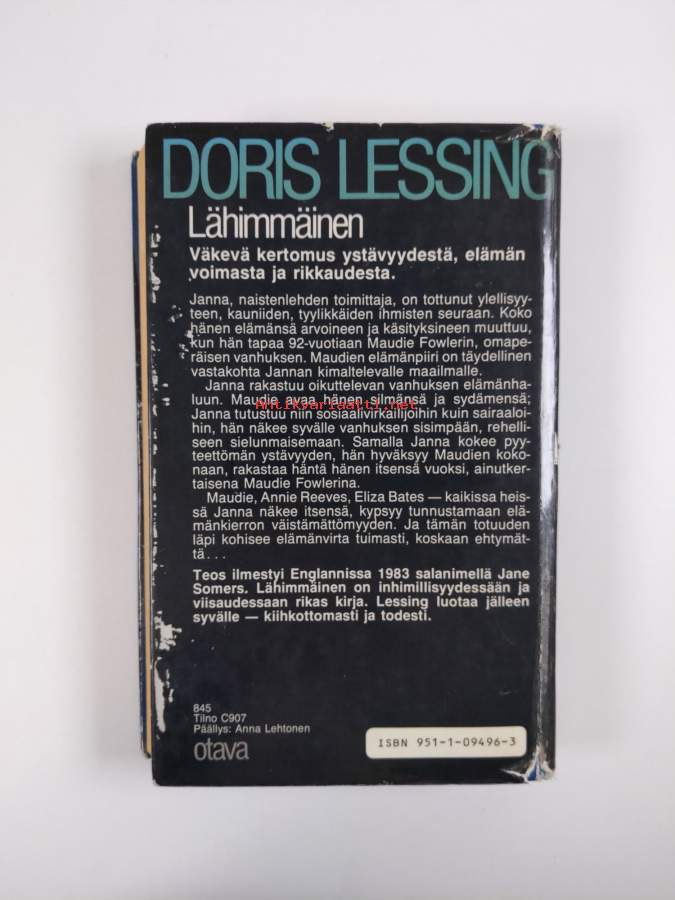 DORIS LESSING
Lähimmäinen
Väkevä kertomus ystävyydestä, elämän
voimasta ja rikkaudesta.
Janna, naistenlehden toimittaja, on tottunut ylellisyy-
teen, kauniiden, tyylikkäiden ihmisten seuraan. Koko
hänen elämänsä arvoineen ja käsityksineen muuttuu,
kun hän tapaa 92-vuotiaan Maudie Fowlerin, omape-
räisen vanhuksen. Maudien elämänpiiri on täydellinen
vastakohta Jannan kimaltelevalle maailmalle.
Janna rakastuu oikuttelevan vanhuksen elämänha-
luun. Maudie avaa hänen silmänsä ja sydämensä;
Antikvariaatti.net
Janna tutustuu niin sosiaalivirkailijoihin kuin sairaaloi-
hin, hän näkee syvälle vanhuksen sisimpään, rehelli-
seen sielunmaisemaan. Samalla Janna kokee pyy-
teettömän ystävyyden, hän hyväksyy Maudien koko-
naan, rakastaa häntä hänen itsensä vuoksi, ainutker-
taisena Maudie Fowlerina.
Maudie, Annie Reeves, Eliza Bates — kaikissa heis-
sä Janna näkee itsensä, kypsyy tunnustamaan elä-
mänkierron väistämättömyyden. Ja tämän totuuden
läpi kohisee elämänvirta tuimasti, koskaan ehtymät-
tä...
Teos ilmestyi Englannissa 1983 salanimellä Jane
Somers. Lähimmäinen on inhimillisyydessään ja
viisaudessaan rikas kirja. Lessing luotaa jälleen
syvälle — kiihkottomasti ja todesti.
845
Tilno C907
Päällys: Anna Lehtonen
otava
ISBN 951-1-09496-3